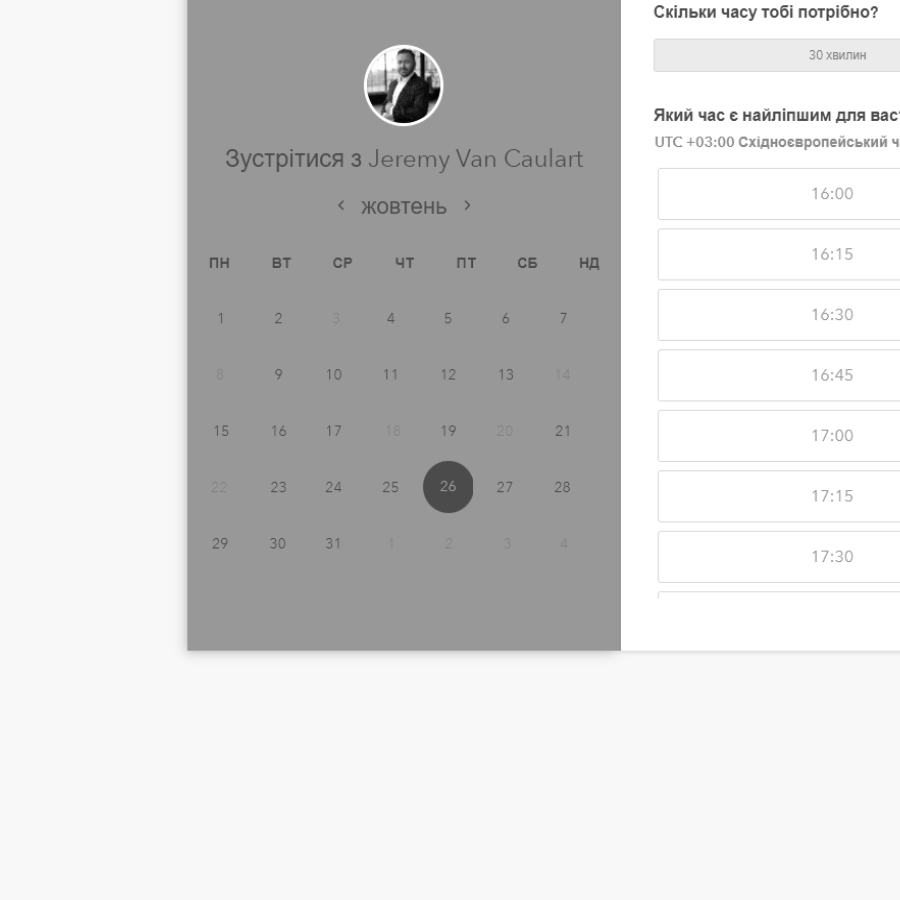 Зустрітися з Jeremy Van Caulart
жовтень
ПН ВТ СР ЧТ ПТ СБ НД
1 2 3 4 5 6 7
8 9 10 11 12 13 14
15 16 17 18 19 20 21
22 23 24 25 26 27 28
29 30 31 1 2 3 4
Скільки часу тобі потрібно?
30 хвилин
Який час є найліпшим для вас
UTC +03:00 Східноєвропейський
16:00
16:15
16:30
16:45
17:00
17:15
17:30